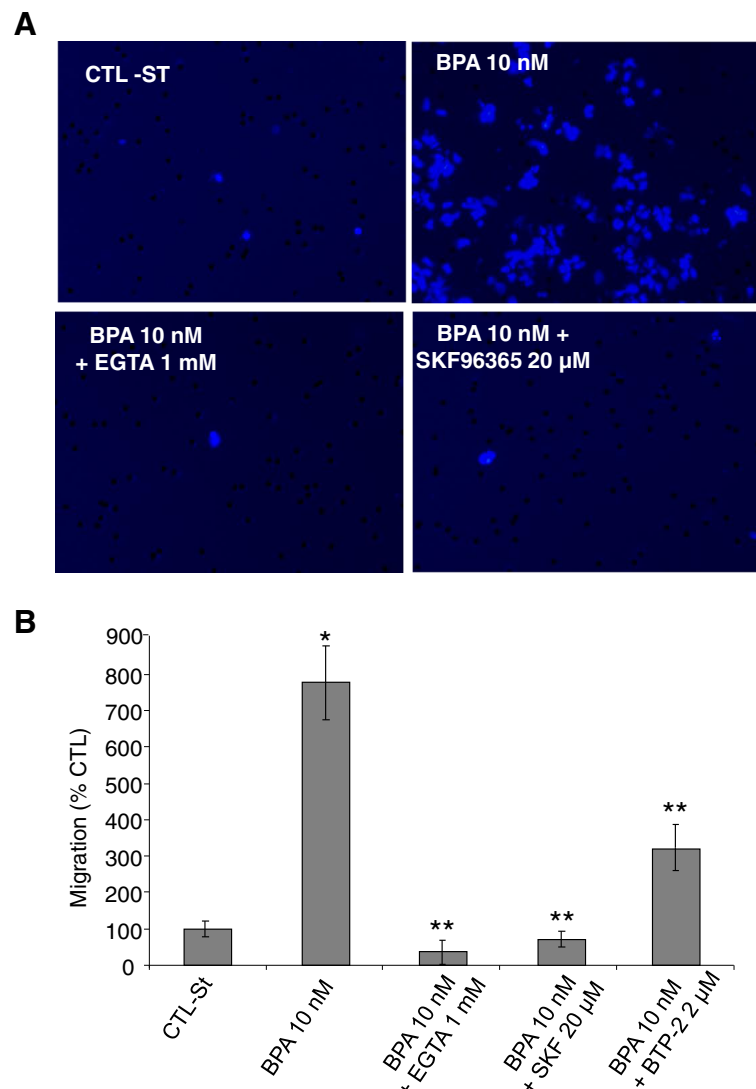 A
CTL -ST
BPA 10 nM
BPA 10 nM
+ EGTA 1 mM
BPA 10 nM +
SKF96365 20 µM
B
Migration (% CTL)
900
800
700
600
500
400
300
200
100
0
*
**
**
**
CTL-St
BPA 10 nM
BPA 10 nM
+ EGTA 1 mM
BPA 10 nM
+ SKF 20 µM
BPA 10 nM
+ BTP-2 2 µM